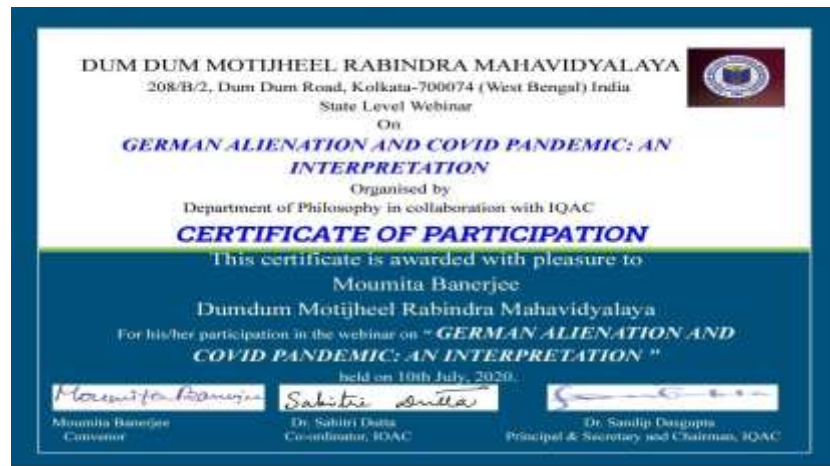 DUM DUM MOTIJHEEL RABINDRA MAHAVIDYALAYA
208/B/2, Dum Dum Road, Kolkata-700074 (West Bengal) India
State Level Webinar
On
GERMAN ALIENATION AND COVID PANDEMIC: AN
INTERPRETATION
Organised by
Department of Philosophy in collaboration with IQAC
CERTIFICATE OF PARTICIPATION
This certificate is awarded with pleasure to
Moumita Banerjee
Dumdum Motijheel Rabindra Mahavidyalaya
For his/her participation in the webinar on " GERMAN ALIENATION AND
COVID PANDEMIC: AN INTERPRETATION "
held on 10th July, 2020.
Moumita Banerjee Sabitri Dutta
Moumita Banerjee Dr. Sabitri Dutta Dr. Sandip Dasgupta
Convenor Co-ordinator, IQAC Principal & Secretary and Chairman, IQAC